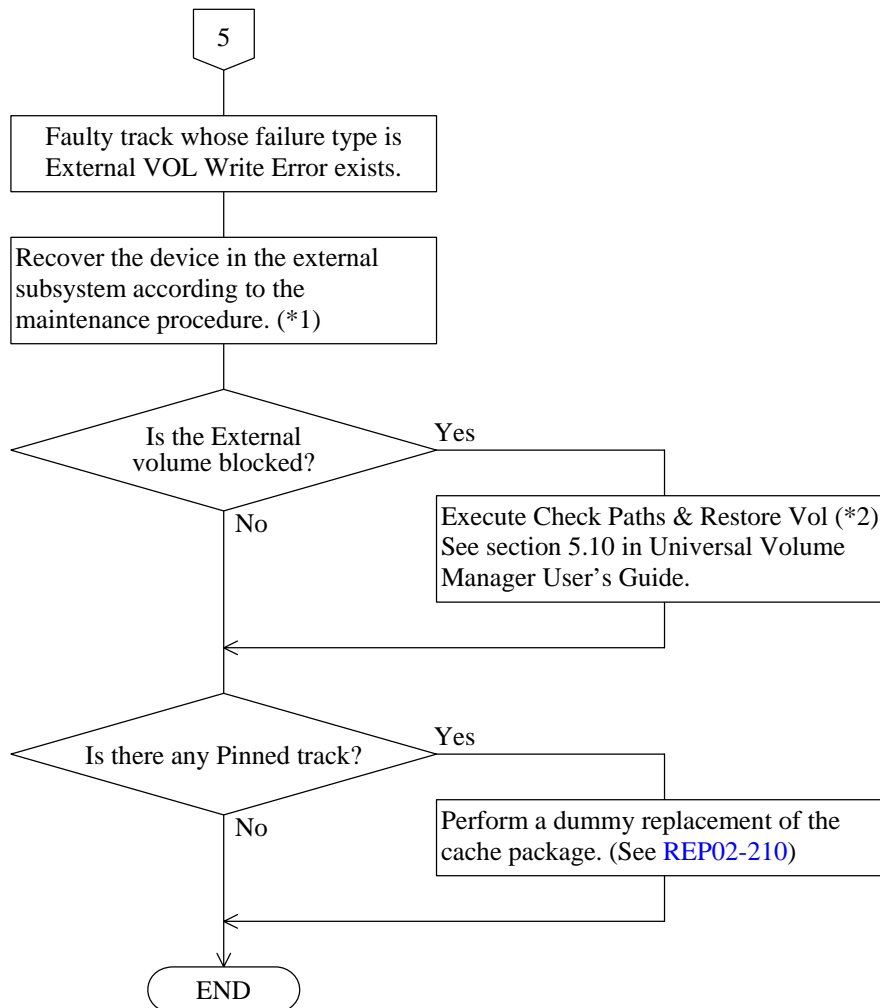 5
Faulty track whose failure type is
External VOL Write Error exists.
Recover the device in the external
subsystem according to the
maintenance procedure. (*1)
Is the External
volume blocked?
Yes
No
Execute Check Paths & Restore Vol (*2)
See section 5.10 in Universal Volume
Manager User’s Guide.
Is there any Pinned track?
Yes
No
Perform a dummy replacement of the
cache package. (See REP02-210)
END